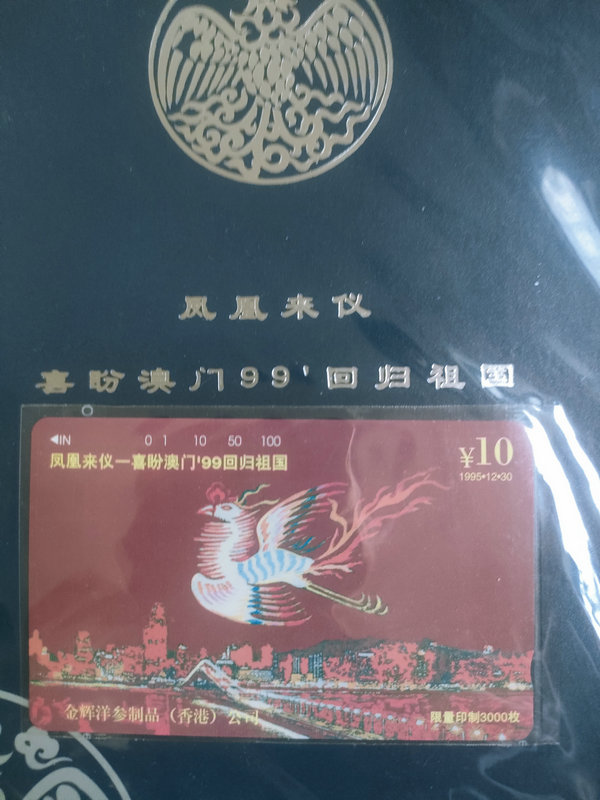 凤凰来仪
喜盼澳门99'回归祖国
◀IN 0 1 10 50 100
凤凰来仪—喜盼澳门'99回归祖国
¥10
1995•12•30
金辉洋参制品（香港）公司
限量印制3000枚